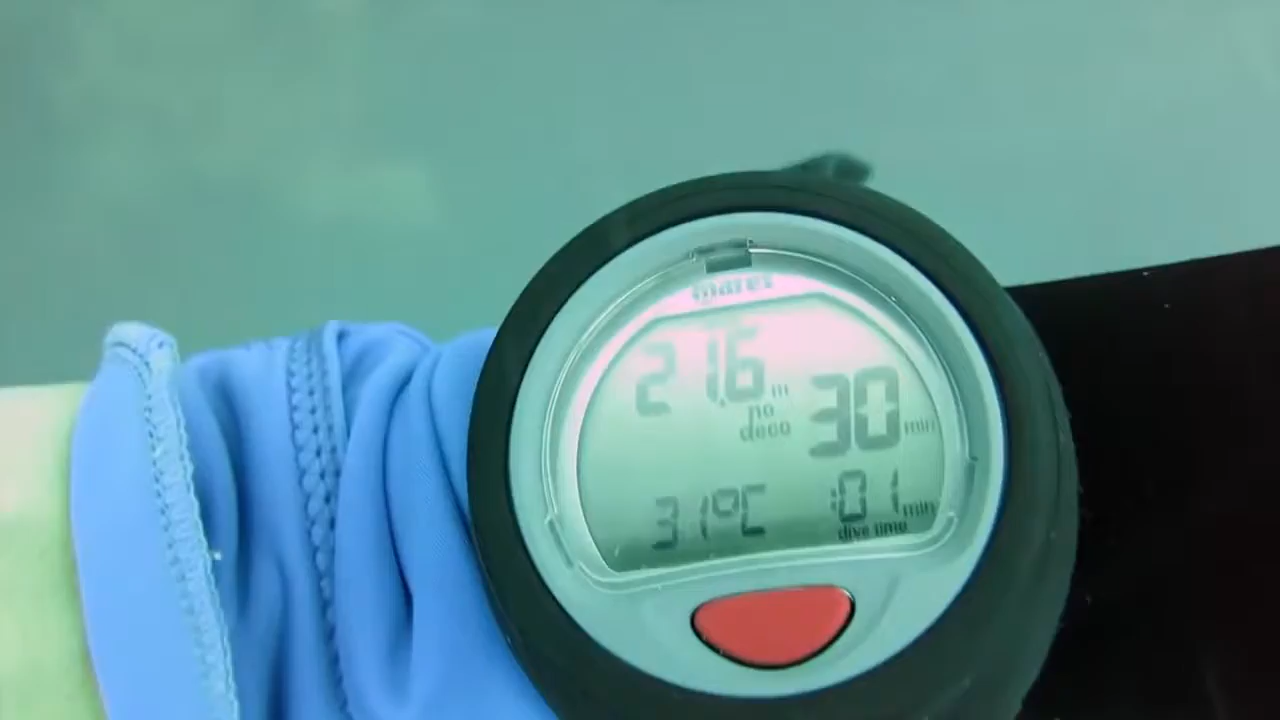 mares
21.6 m
no
deco
30 min
31°C
:01 min
dive time